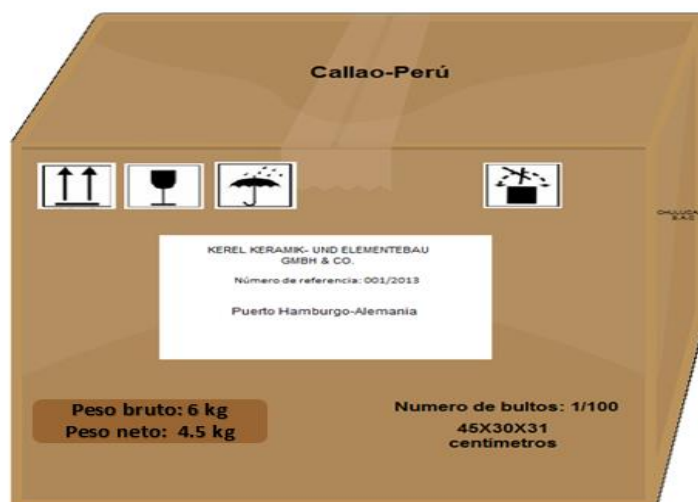 Callao-Perú
KEREL KERAMIK- UND ELEMENTEBAU
GMBH & CO.
Número de referencia: 001/2013
Puerto Hamburgo-Alemania
Peso bruto: 6 kg
Peso neto: 4.5 kg
Numero de bultos: 1/100
45X30X31
centímetros
S.A.C